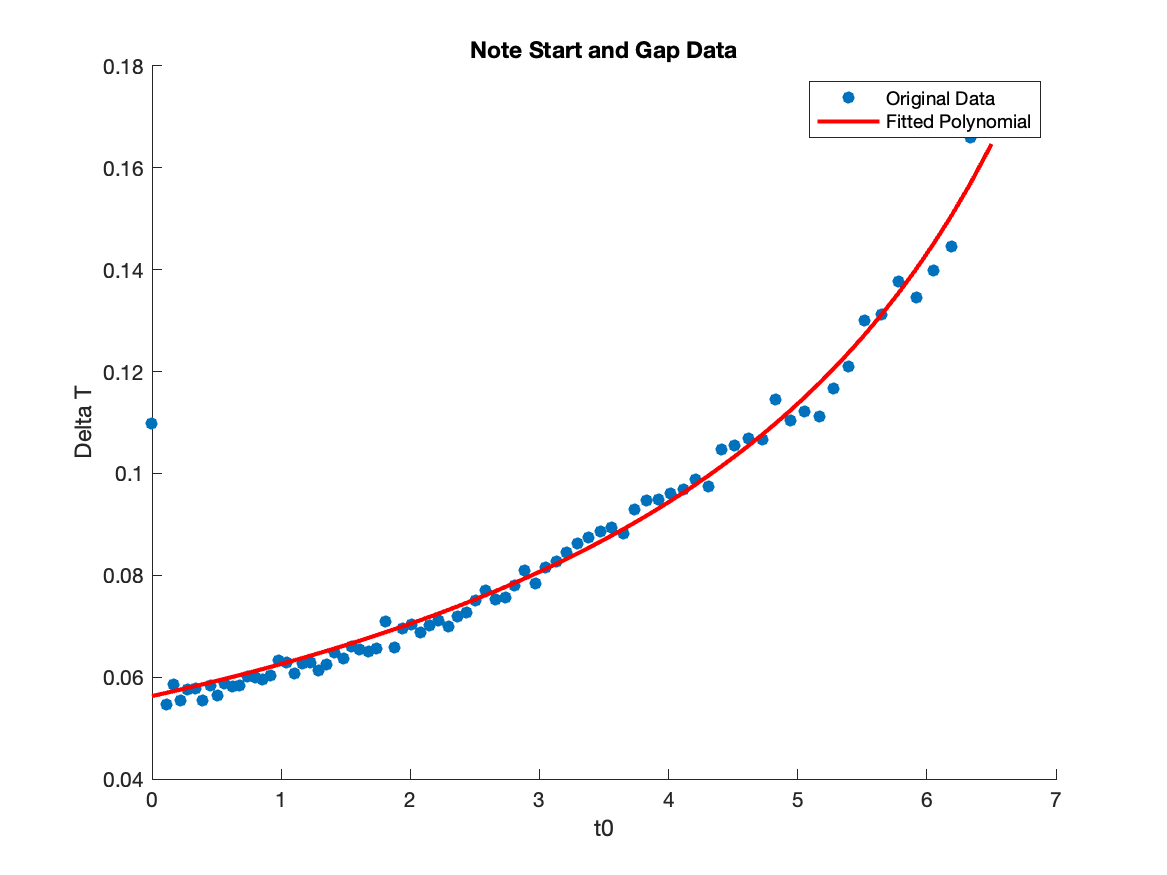 Note Start and Gap Data
0.18
0.16
0.14
0.12
0.1
0.08
0.06
0.04
Delta T
Original Data
Fitted Polynomial
0 1 2 3 4 5 6 7
t0